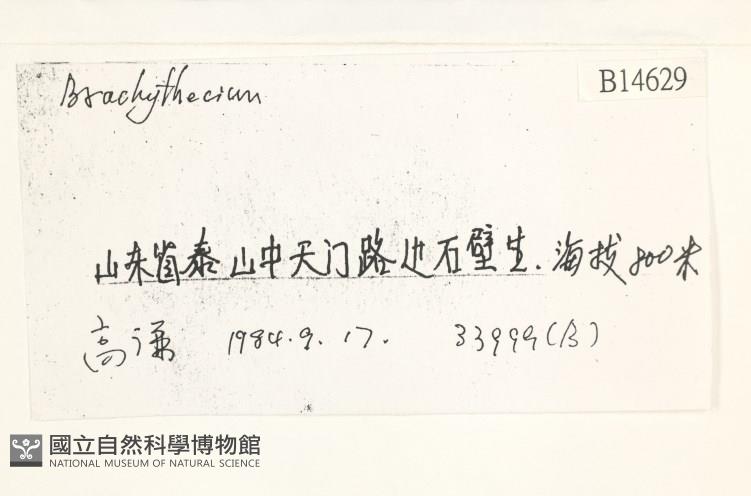 Brachythecium
B14629
山东省泰山中天门路边石壁生.海拔800米
高谦 1984.9.17. 33999(B)
國立自然科學博物館
NATIONAL MUSEUM OF NATURAL SCIENCE